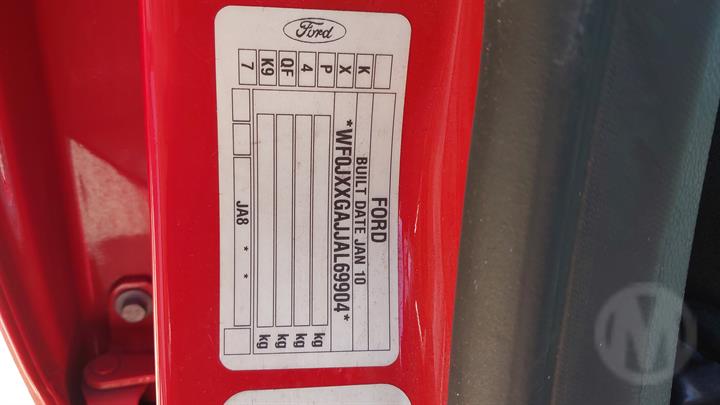 Ford
FORD
BUILT DATE JAN 10
*WF0JXXGAJJAL69904*
kg
kg
kg
kg
K
X
P
4
QF
K9
7
JA8 * *
M